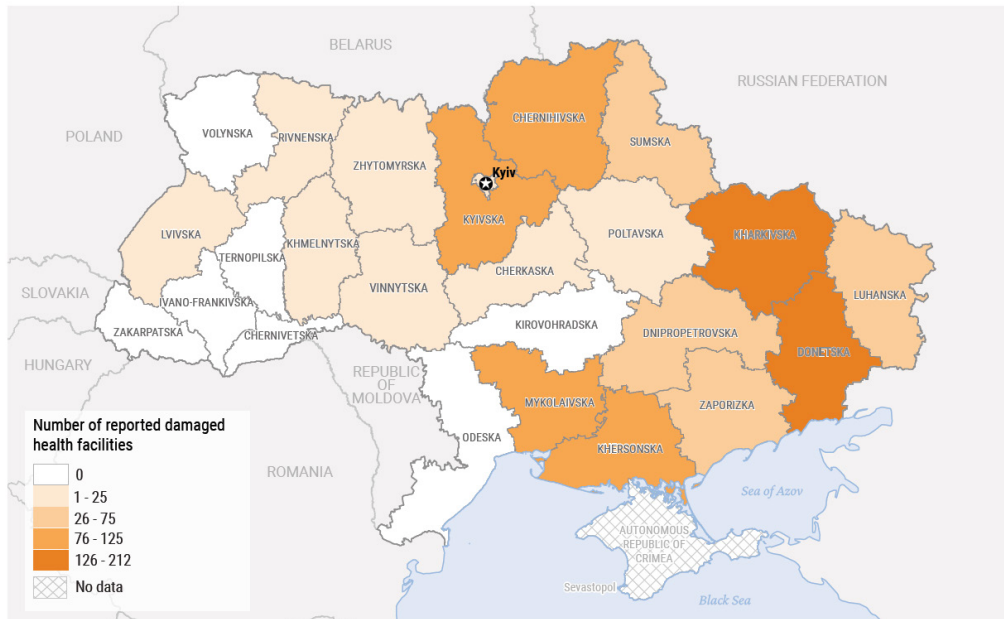 BELARUS
RUSSIAN FEDERATION
POLAND
VOLYNSKA
RIVNENSKA
ZHYTOMYRSKA
CHERNIHIVSKA
SUMSKA
Kyiv
KYIVSKA
LVIVSKA
TERNOPILSKA
KHMELNYTSKA
VINNYTSKA
CHERKASKA
POLTAVSKA
KHARKIVSKA
LUHANSKA
SLOVAKIA
IVANO-FRANKIVSKA
ZAKARPATSKA
CHERNIVETSKA
KIROVOHRADSKA
DNIPROPETROVSKA
DONETSKA
HUNGARY
REPUBLIC
OF
MOLDOVA
MYKOLAIVSKA
ZAPORIZKA
ODESKA
KHERSONSKA
ROMANIA
Sea of Azov
AUTONOMOUS
REPUBLIC OF
CRIMEA
Sevastopol
Black Sea
Number of reported damaged
health facilities
0
1 - 25
26 - 75
76 - 125
126 - 212
No data